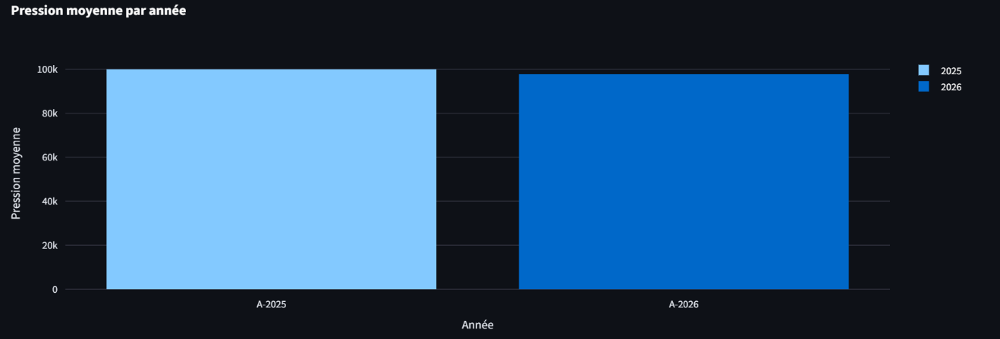 Pression moyenne par année
100k
80k
60k
40k
20k
0
Pression moyenne
A-2025
A-2026
Année
2025
2026